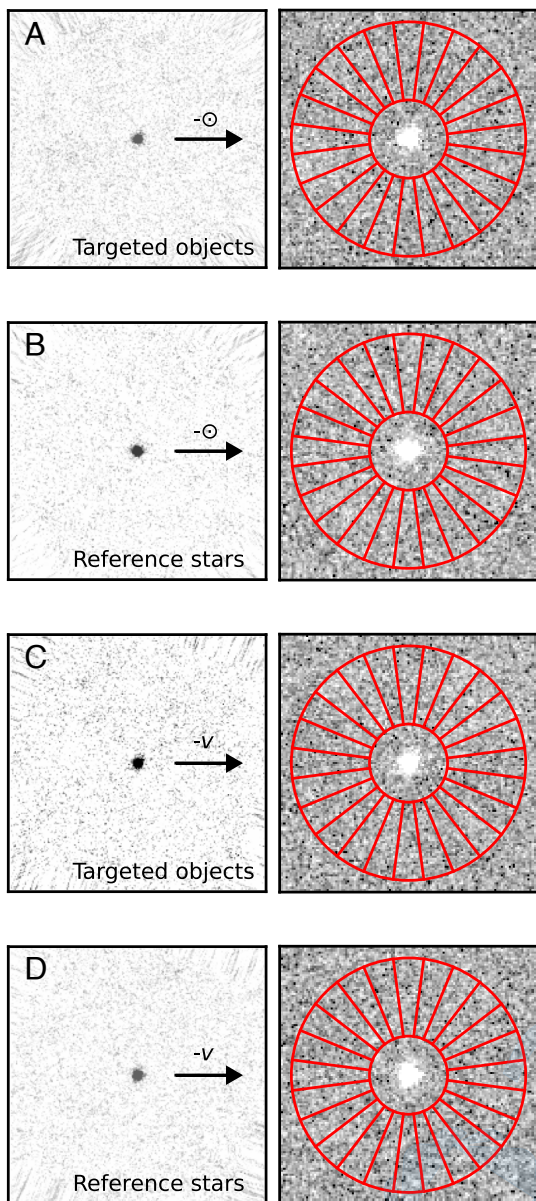 A
-⊙
Targeted objects
B
-⊙
Reference stars
C
-v
Targeted objects
D
-v
Reference stars